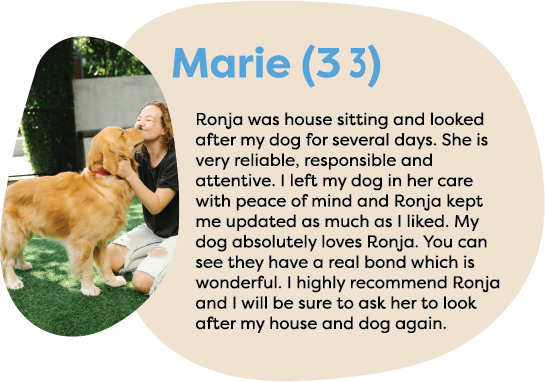 Marie (3 3)
Ronja was house sitting and looked
after my dog for several days. She is
very reliable, responsible and
attentive. I left my dog in her care
with peace of mind and Ronja kept
me updated as much as I liked. My
dog absolutely loves Ronja. You can
see they have a real bond which is
wonderful. I highly recommend Ronja
and I will be sure to ask her to look
after my house and dog again.